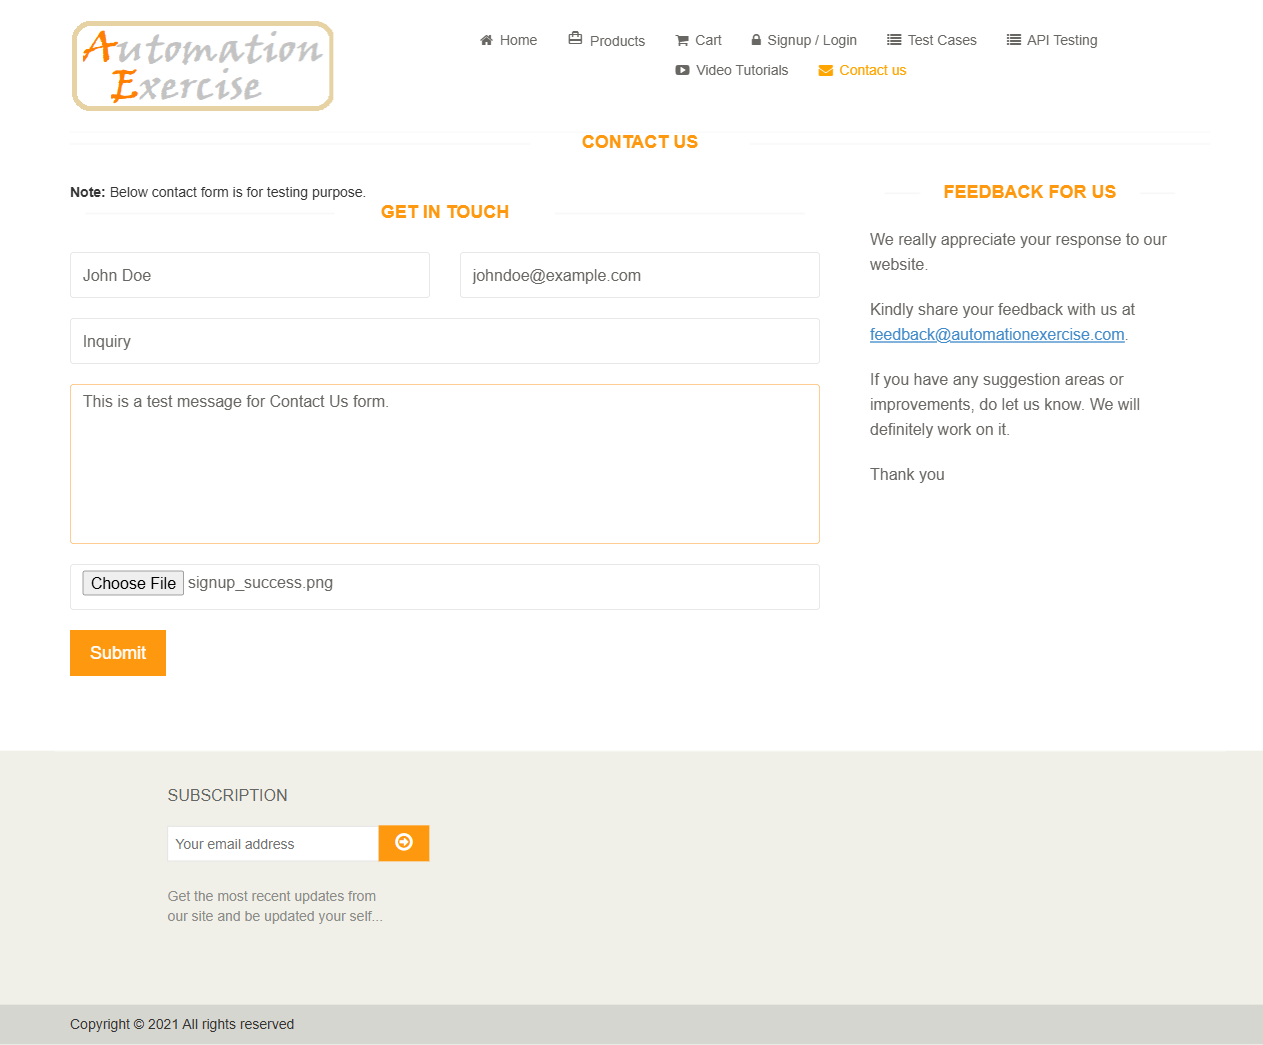 Automation
Exercise
Home Products Cart Signup / Login Test Cases API Testing
Video Tutorials Contact us
CONTACT US
Note: Below contact form is for testing purpose.
GET IN TOUCH
John Doe johndoe@example.com
Inquiry
This is a test message for Contact Us form.
Choose File signup_success.png
Submit
FEEDBACK FOR US
We really appreciate your response to our
website.
Kindly share your feedback with us at
feedback@automationexercise.com.
If you have any suggestion areas or
improvements, do let us know. We will
definitely work on it.
Thank you
SUBSCRIPTION
Your email address
Get the most recent updates from
our site and be updated your self...
Copyright © 2021 All rights reserved